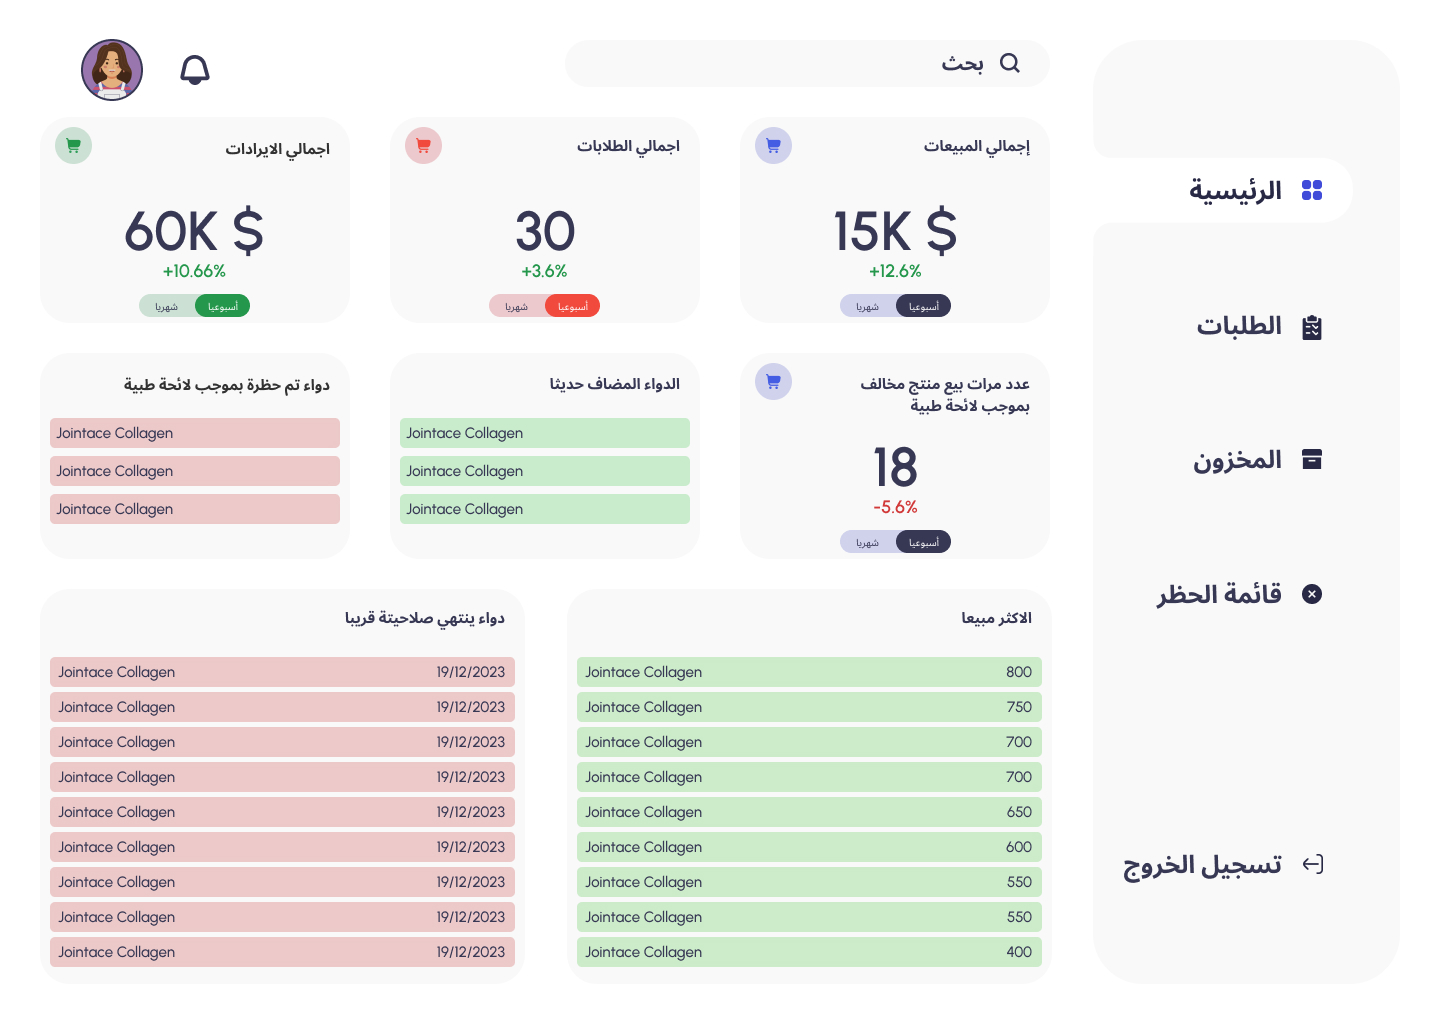 بحث
الرئيسية
الطلبات
المخزون
قائمة الحظر
تسجيل الخروج
إجمالي المبيعات
15K $
+12.6%
أسبوعيا
شهريا
اجمالي الطلابات
30
+3.6%
أسبوعيا
شهريا
اجمالي الايرادات
60K $
+10.66%
أسبوعيا
شهريا
عدد مرات بيع منتج مخالف
بموجب لائحة طبية
18
-5.6%
أسبوعيا
شهريا
الدواء المضاف حديثا
Jointace Collagen
Jointace Collagen
Jointace Collagen
دواء تم حظرة بموجب لائحة طبية
Jointace Collagen
Jointace Collagen
Jointace Collagen
الاكثر مبيعا
Jointace Collagen 800
Jointace Collagen 750
Jointace Collagen 700
Jointace Collagen 700
Jointace Collagen 650
Jointace Collagen 600
Jointace Collagen 550
Jointace Collagen 550
Jointace Collagen 400
دواء ينتهي صلاحيتة قريبا
Jointace Collagen 19/12/2023
Jointace Collagen 19/12/2023
Jointace Collagen 19/12/2023
Jointace Collagen 19/12/2023
Jointace Collagen 19/12/2023
Jointace Collagen 19/12/2023
Jointace Collagen 19/12/2023
Jointace Collagen 19/12/2023
Jointace Collagen 19/12/2023